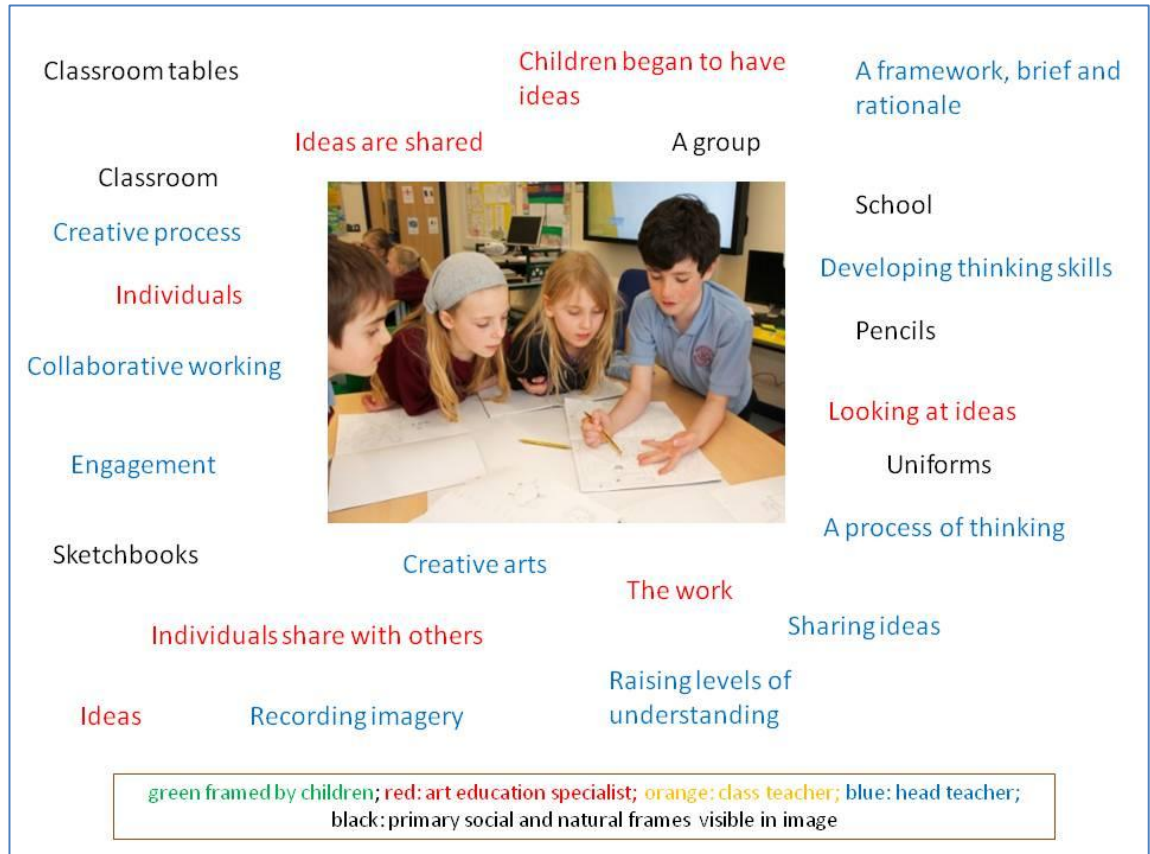 Classroom tables
Children began to have
ideas
A framework, brief and
rationale
Ideas are shared
A group
Classroom
School
Creative process
Developing thinking skills
Individuals
Pencils
Collaborative working
Looking at ideas
Engagement
Uniforms
A process of thinking
Sketchbooks
Creative arts
The work
Individuals share with others
Sharing ideas
Raising levels of
understanding
Ideas
Recording imagery
green framed by children; red: art education specialist; orange: class teacher; blue: head teacher;
black: primary social and natural frames visible in image